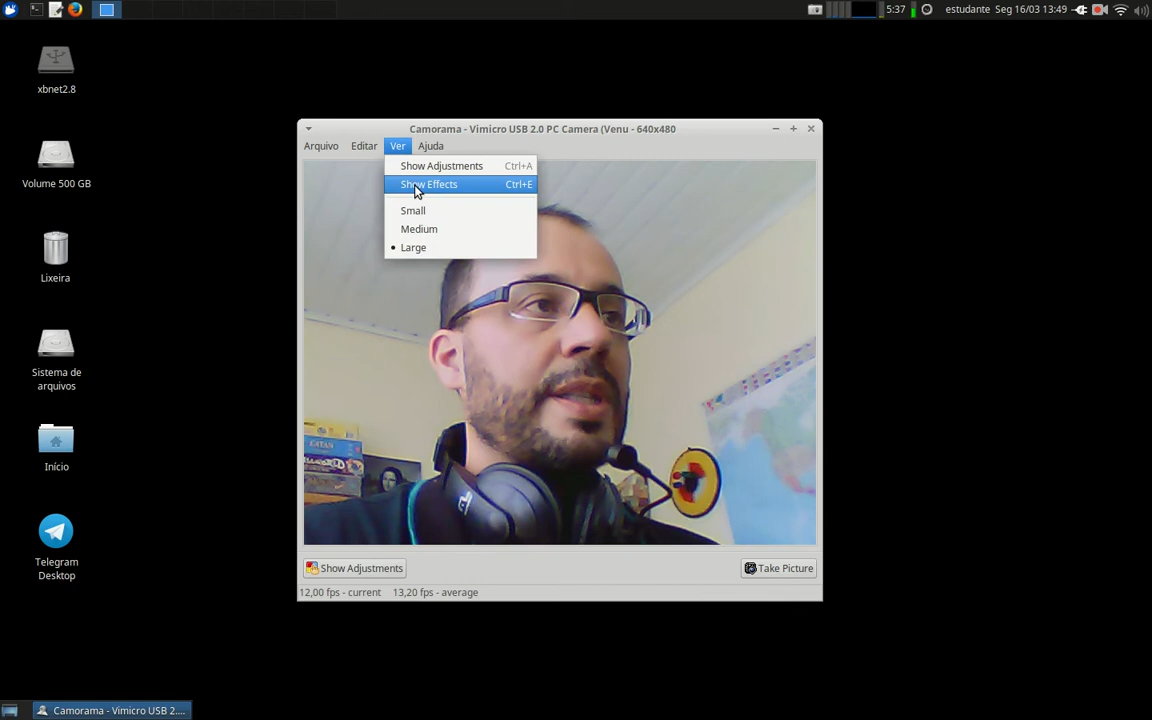 5:37
estudante Seg 16/03 13:49
xbnet2.8
Volume 500 GB
Lixeira
Sistema de
arquivos
Início
Telegram
Desktop
Camorama - Vimicro USB 2.0 PC Camera (Venu - 640x480
Arquivo Editar Ver Ajuda
Show Adjustments Ctrl+A
Show Effects Ctrl+E
Small
Medium
Large
CATAN
Show Adjustments
Take Picture
12,00 fps - current 13,20 fps - average
Camorama - Vimicro USB 2....